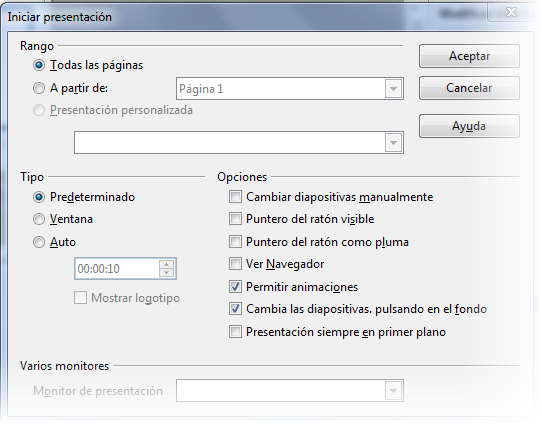 Iniciar presentación
Rango
Todas las páginas
Aceptar
A partir de:
Página 1
Cancelar
Presentación personalizada
Ayuda
Tipo
Opciones
Predeterminado
Cambiar diapositivas manualmente
Ventana
Puntero del ratón visible
Auto
Puntero del ratón como pluma
00:00:10
Ver Navegador
Permitir animaciones
Mostrar logotipo
Cambia las diapositivas. pulsando en el fondo
Presentación siempre en primer plano
Varios monitores
Monitor de presentación